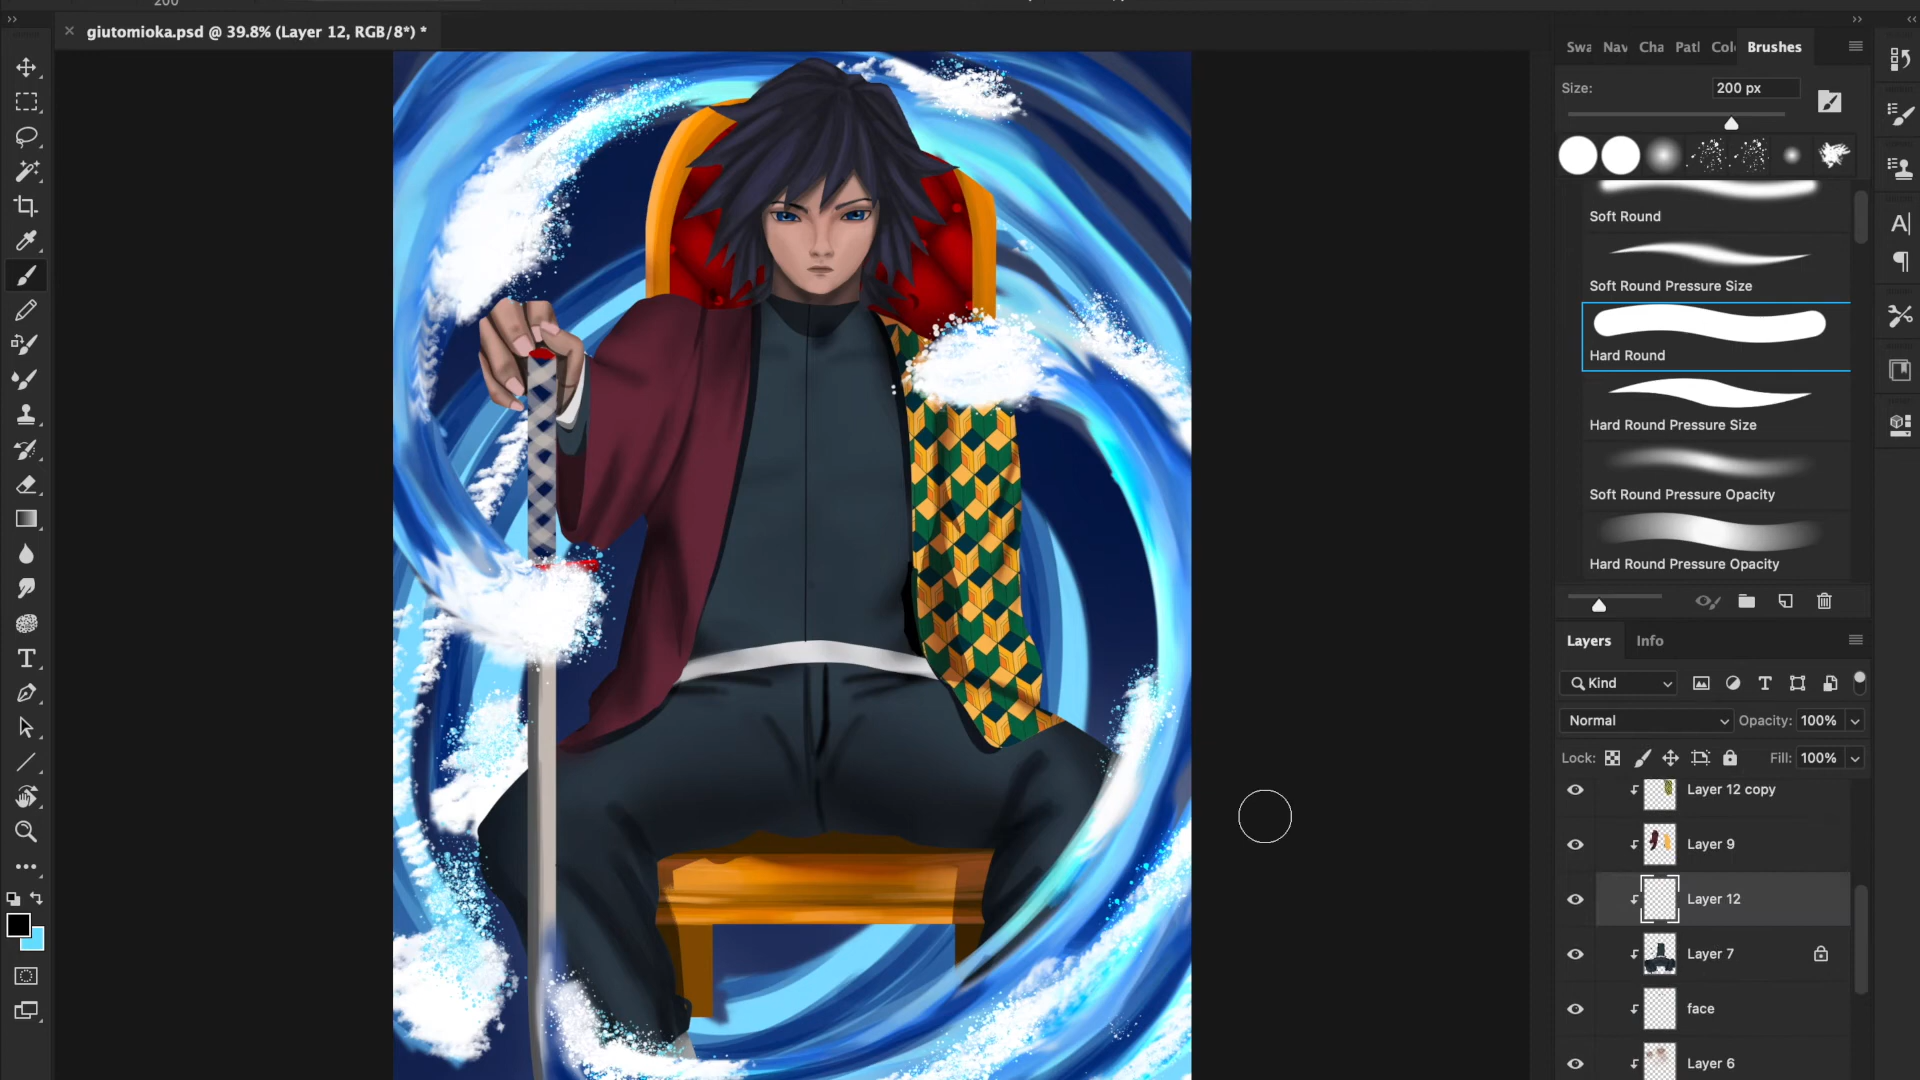 200
giutomioka.psd @ 39.8% (Layer 12, RGB/8*) *
Swa Nav Cha Patl Col Brushes
Size: 200 px
Soft Round
Soft Round Pressure Size
Hard Round
Hard Round Pressure Size
Soft Round Pressure Opacity
Hard Round Pressure Opacity
Layers Info
Kind
Normal Opacity: 100%
Lock: Fill: 100%
Layer 12 copy
Layer 9
Layer 12
Layer 7
face
Layer 6